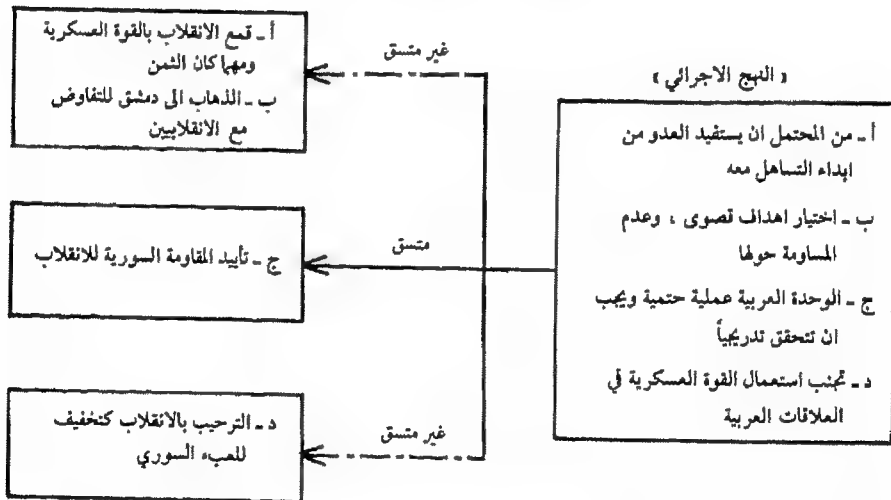 « النهج الاجرائي »
أ ـ من المحتمل ان يستفيد العدو من
ابداء التساهل معه
ب ـ اختيار اهداف قصوى ، وعدم
المساومة حولها
ج ـ الوحدة العربية عملية حتمية ويجب
ان تتحقق تدريجياً
د ـ تجنب استعمال القوة العسكرية في
العلاقات العربية
غير متسق
أ ـ قمع الانقلاب بالقوة العسكرية
ومهما كان الثمن
ب ـ الذهاب الى دمشق للتفاوض
مع الانقلابيين
متسق
ج ـ تأييد المقاومة السورية للانقلاب
غير متسق
د ـ الترحيب بالانقلاب كتخفيف
للعبء السوري